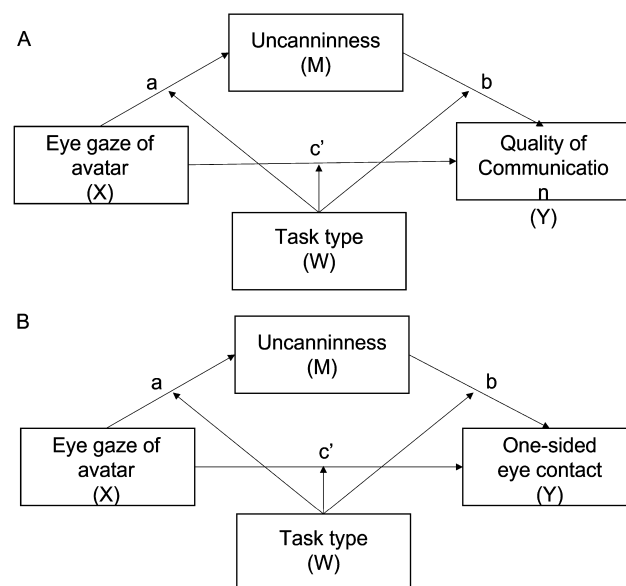 A
Uncanninness
(M)
a
b
Eye gaze of
avatar
(X)
c’
Quality of
Communicatio
n
(Y)
Task type
(W)
B
Uncanninness
(M)
a
b
Eye gaze of
avatar
(X)
c’
One-sided
eye contact
(Y)
Task type
(W)